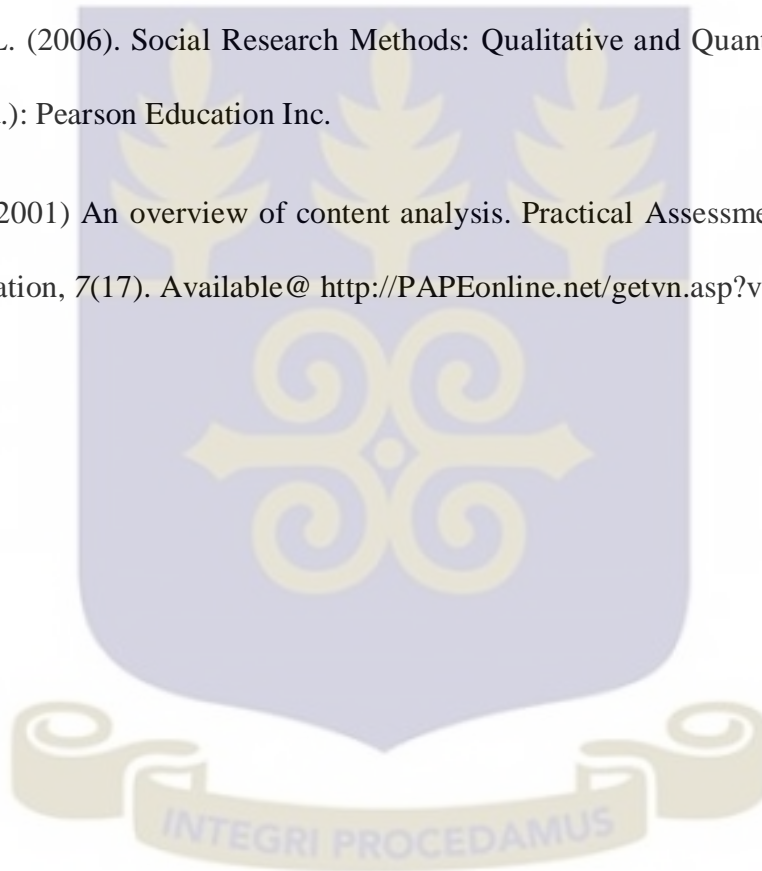 L. (2006). Social Research Methods: Qualitative and Quant
.): Pearson Education Inc.
2001) An overview of content analysis. Practical Assessme
ation, 7(17). Available@ http://PAPEonline.net/getvn.asp?v
INTEGRI PROCEDAMUS